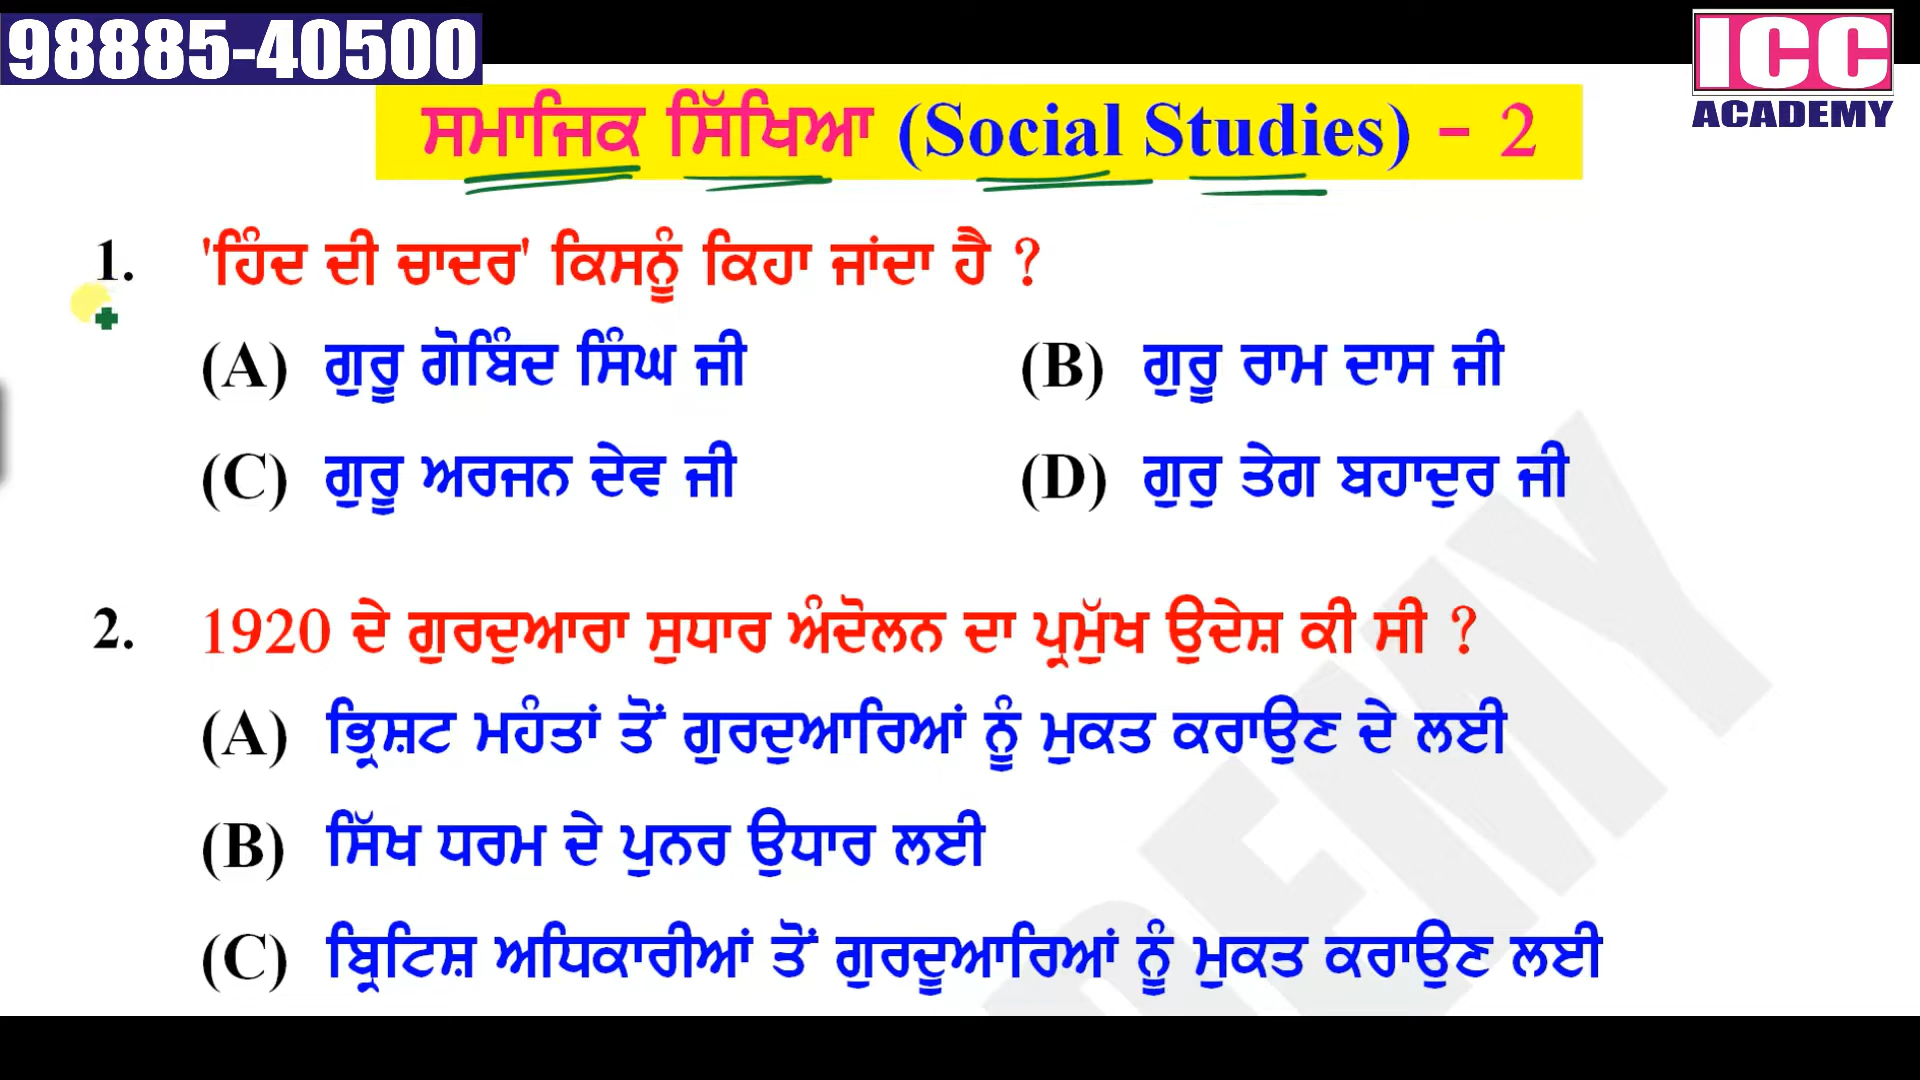 98885-40500
ICC
ACADEMY
ਸਮਾਜਿਕ ਸਿੱਖਿਆ (Social Studies) - 2
1. 'ਹਿੰਦ ਦੀ ਚਾਦਰ' ਕਿਸਨੂੰ ਕਿਹਾ ਜਾਂਦਾ ਹੈ ?
(A) ਗੁਰੂ ਗੋਬਿੰਦ ਸਿੰਘ ਜੀ (B) ਗੁਰੂ ਰਾਮ ਦਾਸ ਜੀ
(C) ਗੁਰੂ ਅਰਜਨ ਦੇਵ ਜੀ (D) ਗੁਰੁ ਤੇਗ ਬਹਾਦੁਰ ਜੀ
2. 1920 ਦੇ ਗੁਰਦੁਆਰਾ ਸੁਧਾਰ ਅੰਦੋਲਨ ਦਾ ਪ੍ਰਮੁੱਖ ਉਦੇਸ਼ ਕੀ ਸੀ ?
(A) ਭ੍ਰਿਸ਼ਟ ਮਹੰਤਾਂ ਤੋਂ ਗੁਰਦੁਆਰਿਆਂ ਨੂੰ ਮੁਕਤ ਕਰਾਉਣ ਦੇ ਲਈ
(B) ਸਿੱਖ ਧਰਮ ਦੇ ਪੁਨਰ ਉਧਾਰ ਲਈ
(C) ਬ੍ਰਿਟਿਸ਼ ਅਧਿਕਾਰੀਆਂ ਤੋਂ ਗੁਰਦੂਆਰਿਆਂ ਨੂੰ ਮੁਕਤ ਕਰਾਉਣ ਲਈ
DEMY